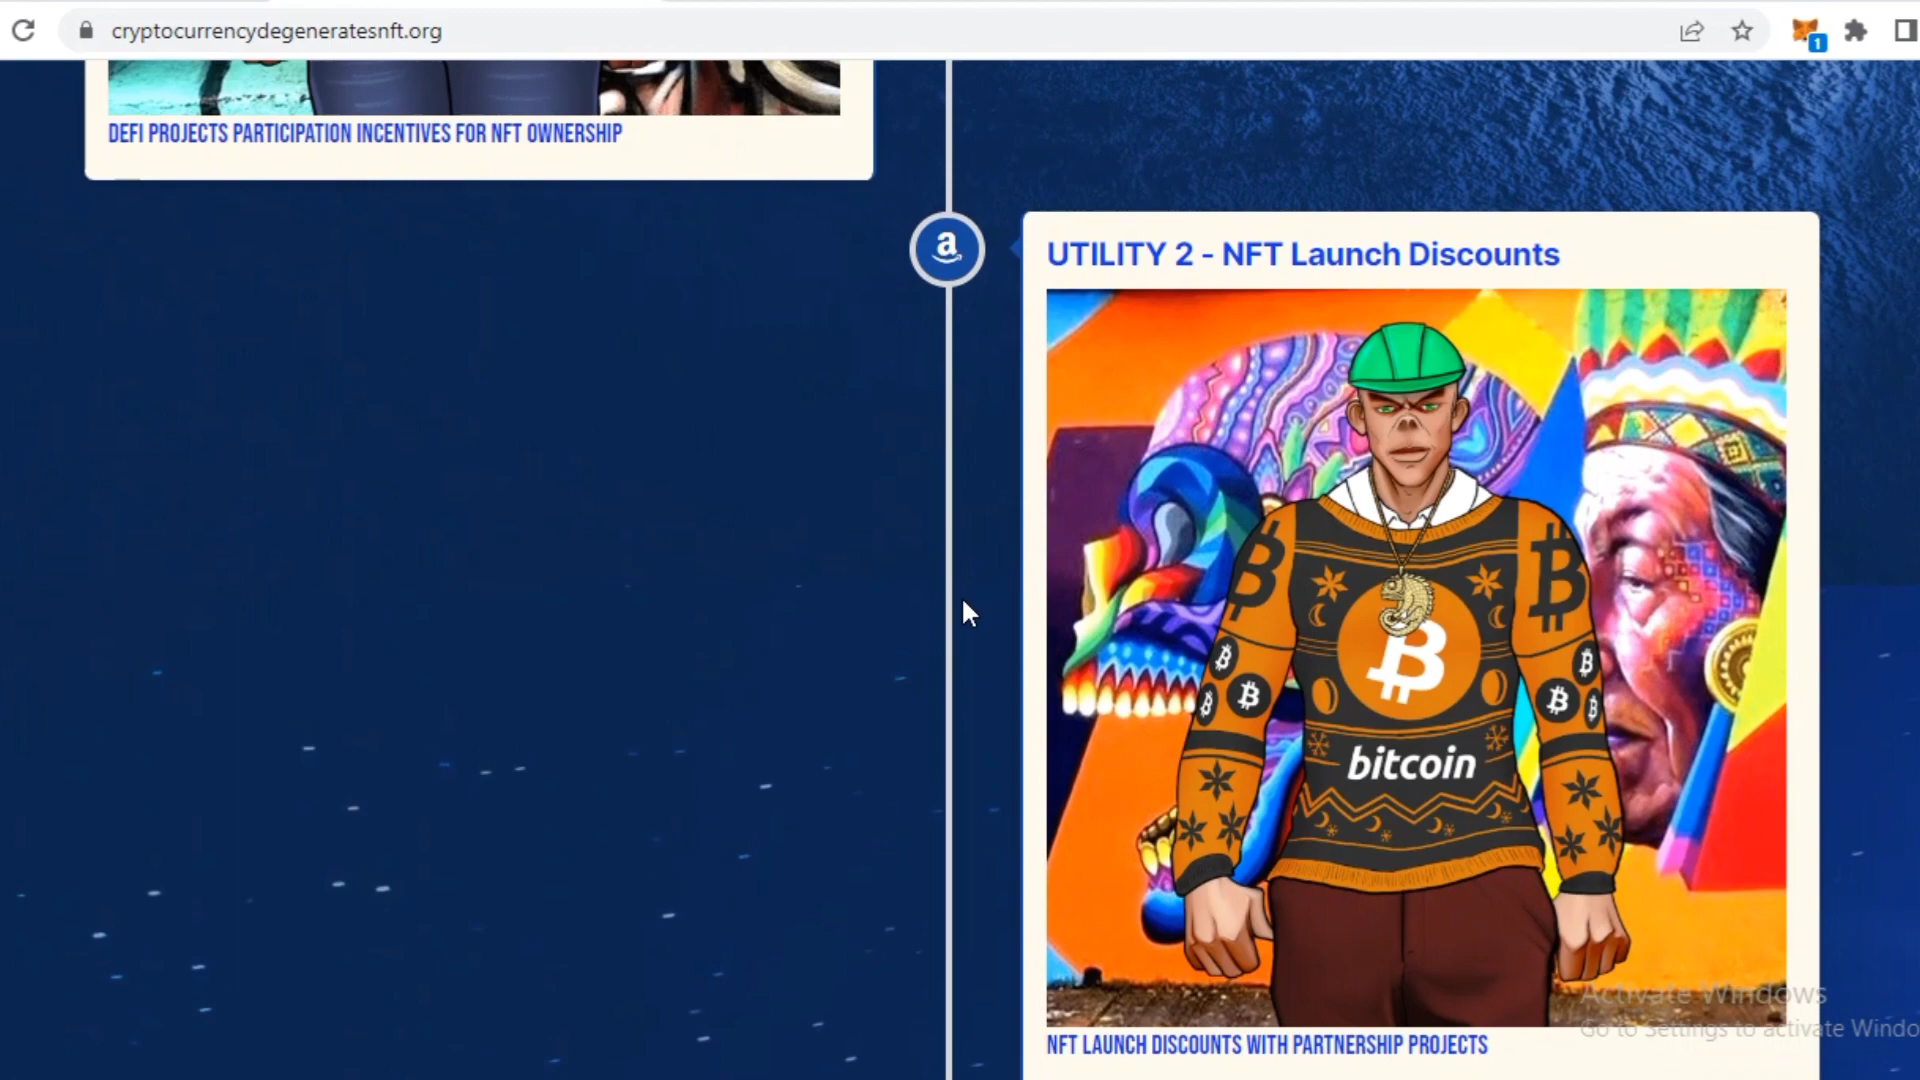 cryptocurrencydegeneratesnft.org
1
DEFI PROJECTS PARTICIPATION INCENTIVES FOR NFT OWNERSHIP
a
UTILITY 2 - NFT Launch Discounts
bitcoin
NFT LAUNCH DISCOUNTS WITH PARTNERSHIP PROJECTS
Activate Windows
Go to Settings to activate Windo